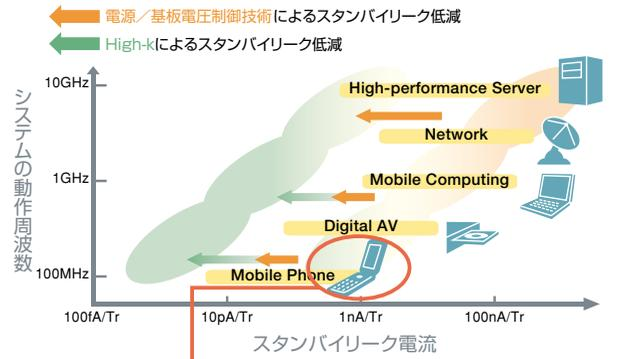 電源／基板電圧制御技術によるスタンバイリーク低減
High-kによるスタンバイリーク低減
システムの動作周波数
10GHz
1GHz
100MHz
High-performance Server
Network
Mobile Computing
Digital AV
Mobile Phone
100fA/Tr
10pA/Tr
1nA/Tr
100nA/Tr
スタンバイリーク電流